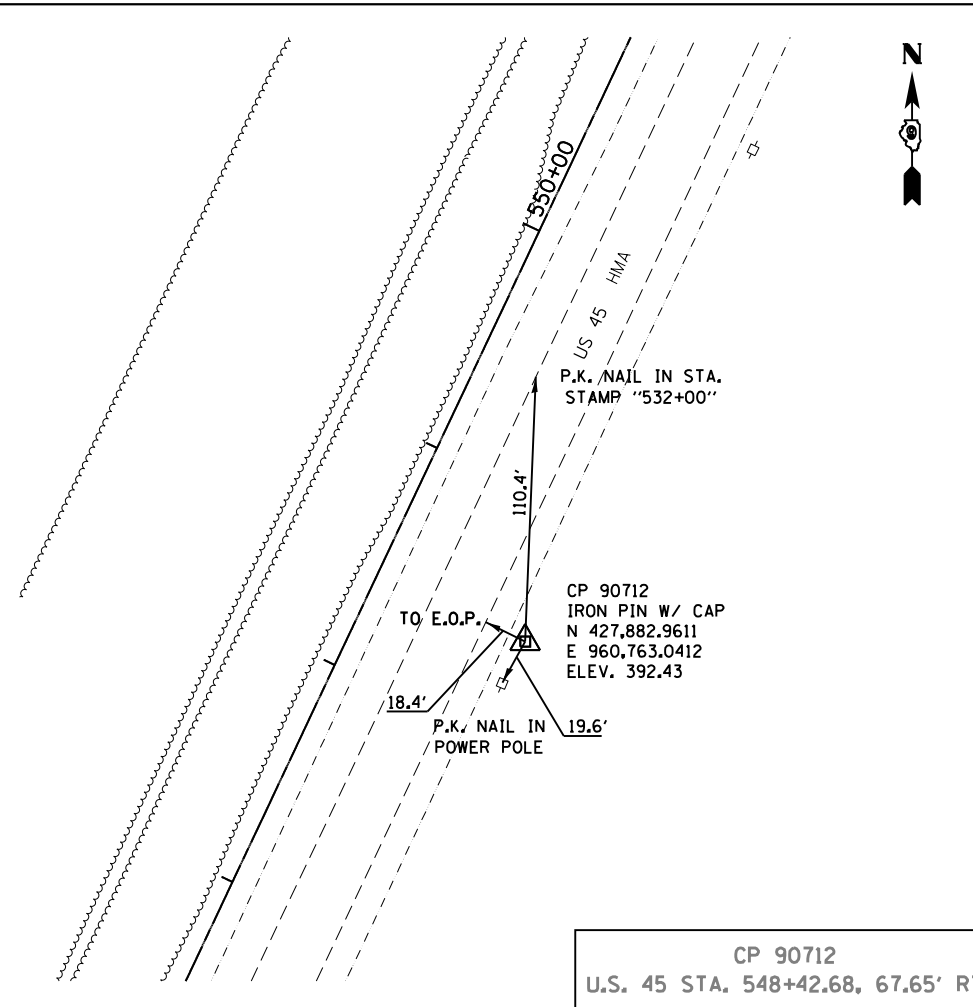 N
550+00
US 45 HMA
P.K. NAIL IN STA.
STAMP "532+00"
110.4'
CP 90712
IRON PIN W/ CAP
N 427,882.9611
E 960,763.0412
ELEV. 392.43
TO E.O.P.
18.4'
P.K. NAIL IN
POWER POLE
19.6'
CP 90712
U.S. 45 STA. 548+42.68, 67.65' RT